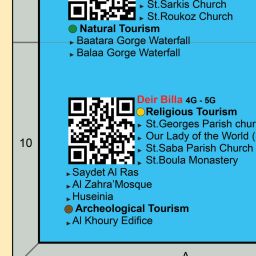 St.Sarkis Church
St.Roukoz Church
Natural Tourism
Baatara Gorge Waterfall
Balaa Gorge Waterfall
Deir Billa 4G - 5G
Religious Tourism
St.Georges Parish
Our Lady of the World
St.Saba Parish Church
St.Boula Monastery
10
Saydet Al Ras
Al Zahra'Mosque
Huseinia
Archeological Tourism
Al Khoury Edifice